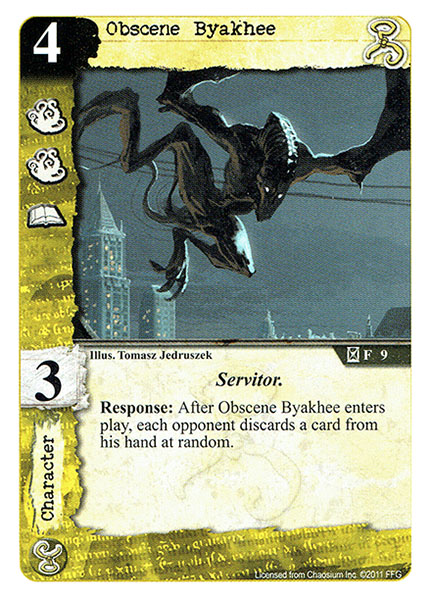 4
Obscene Byakhee
Illus. Tomasz Jedruszek
F 9
3
Servitor.
Response: After Obscene Byakhee enters
play, each opponent discards a card from
his hand at random.
Character
Licensed from Chaosium Inc. ©2011 FFG